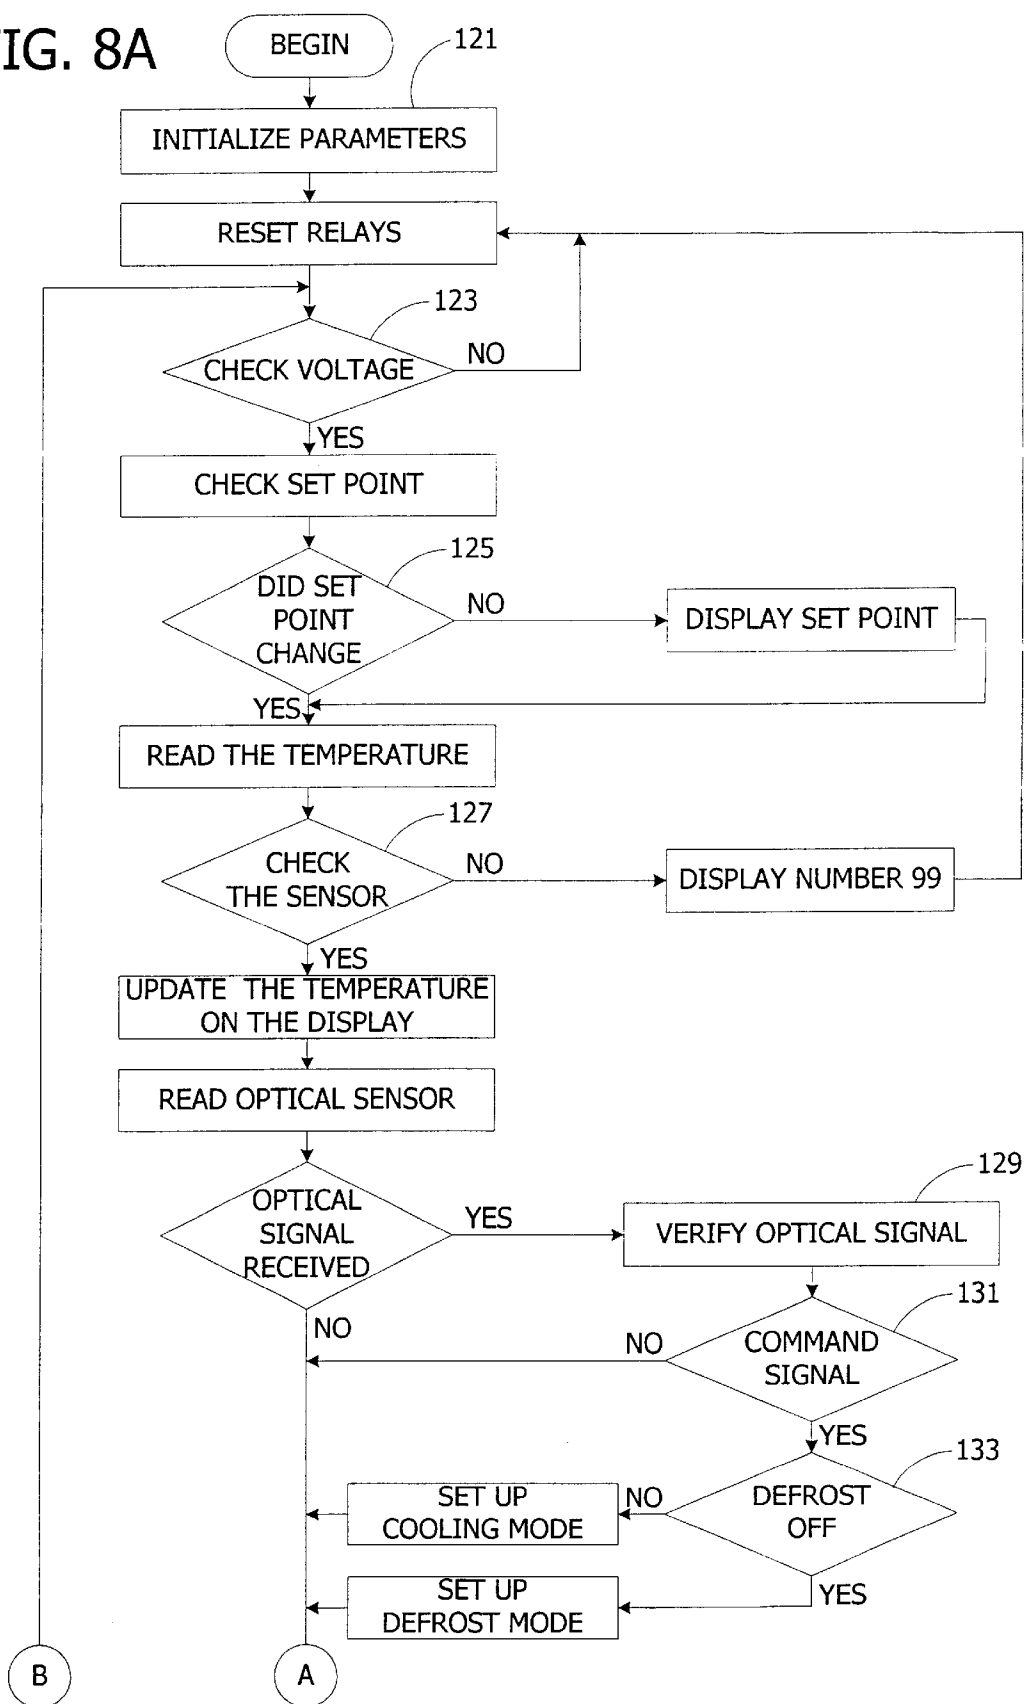 IG. 8A
BEGIN
121
INITIALIZE PARAMETERS
RESET RELAYS
123
CHECK VOLTAGE
NO
YES
CHECK SET POINT
125
DID SET
POINT
CHANGE
NO
DISPLAY SET POINT
YES
READ THE TEMPERATURE
127
CHECK
THE SENSOR
NO
DISPLAY NUMBER 99
YES
UPDATE THE TEMPERATURE
ON THE DISPLAY
READ OPTICAL SENSOR
OPTICAL
SIGNAL
RECEIVED
YES
129
VERIFY OPTICAL SIGNAL
NO
131
COMMAND
SIGNAL
NO
YES
133
DEFROST
OFF
NO
SET UP
COOLING MODE
YES
SET UP
DEFROST MODE
B
A